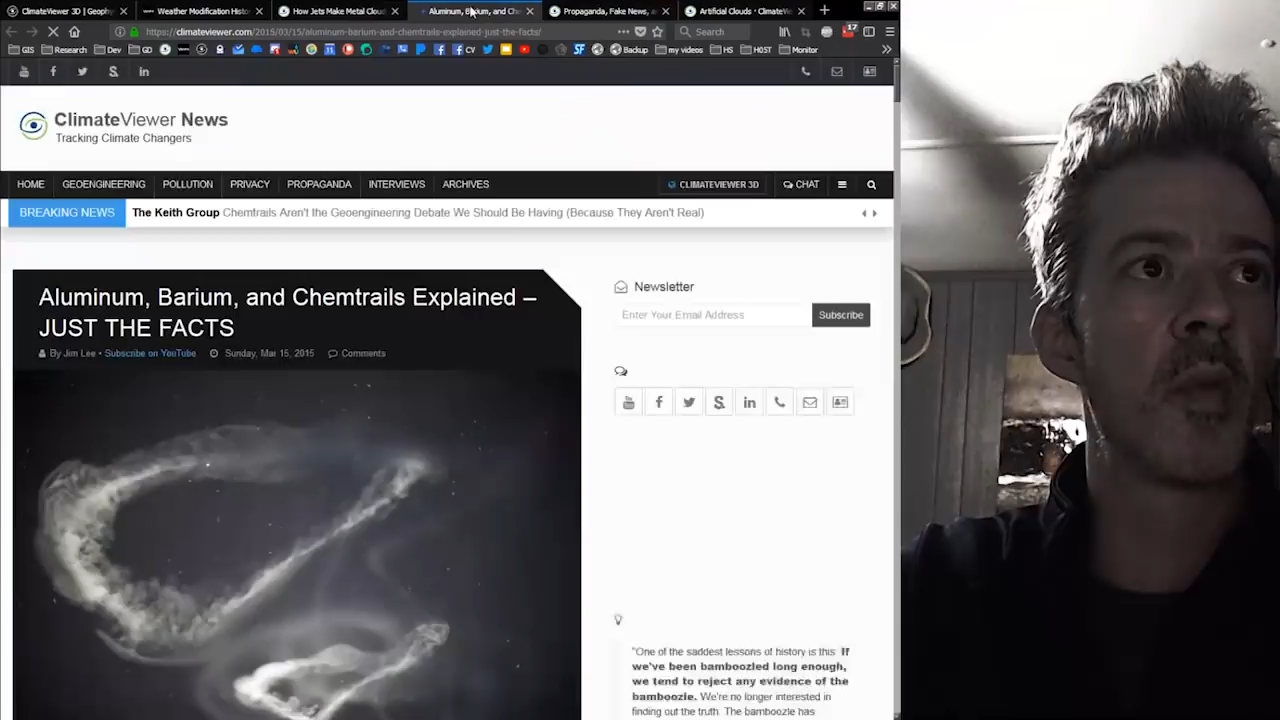 ClimateViewer 3D | Geoph
Weather Modification Histo
How Jets Make Metal Cloud
Aluminum, Barium, and Che
Propaganda, Fake News, a
Artificial Clouds · ClimateVi
https://climateviewer.com/2015/03/15/aluminum-barium-and-chemtrails-explained-just-the-facts/
Search
17
GIS
Research
Dev
GD
CV
Backup
my videos
HS
H0ST
Monitor
ClimateViewer News
Tracking Climate Changers
HOME GEOENGINEERING POLLUTION PRIVACY PROPAGANDA INTERVIEWS ARCHIVES
CLIMATEVIEWER 3D
CHAT
BREAKING NEWS
The Keith Group Chemtrails Aren't the Geoengineering Debate We Should Be Having (Because They Aren't Real)
Aluminum, Barium, and Chemtrails Explained –
JUST THE FACTS
By Jim Lee • Subscribe on YouTube Sunday, Mar 15, 2015 Comments
Newsletter
Enter Your Email Address
Subscribe
"One of the saddest lessons of history is this: If
we've been bamboozled long enough,
we tend to reject any evidence of the
bamboozle. We're no longer interested in
finding out the truth. The bamboozle has